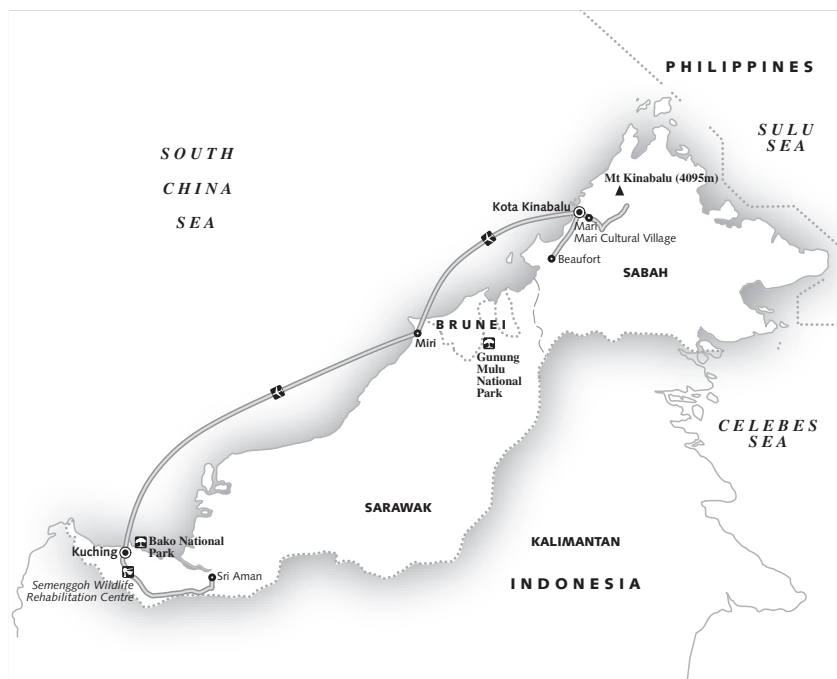 PHILIPPINES
SULU
SEA
SOUTH
CHINA
SEA
Mt Kinabalu (4095m)
Kota Kinabalu
Mari
Mari Cultural Village
Beaufort
SABAH
BRUNEI
Miri
Gunung
Mulu
National
Park
CELEBES
SEA
SARAWAK
KALIMANTAN
Bako National
Park
Kuching
Sri Aman
INDONESIA
Semenggoh Wildlife
Rehabilitation Centre